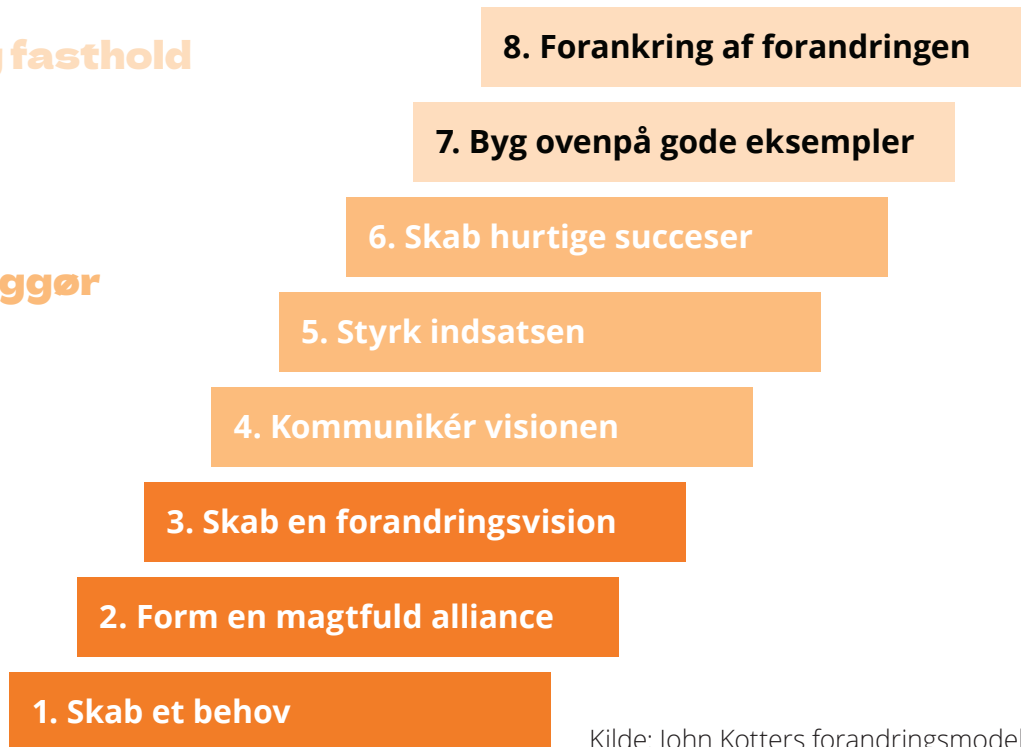 fasthold
8. Forankring af forandringen
7. Byg ovenpå gode eksempler
6. Skab hurtige succeser
5. Styrk indsatsen
4. Kommunikér visionen
3. Skab en forandringsvision
2. Form en magtfuld alliance
1. Skab et behov
Kilde: John Kotters forandringsmodel